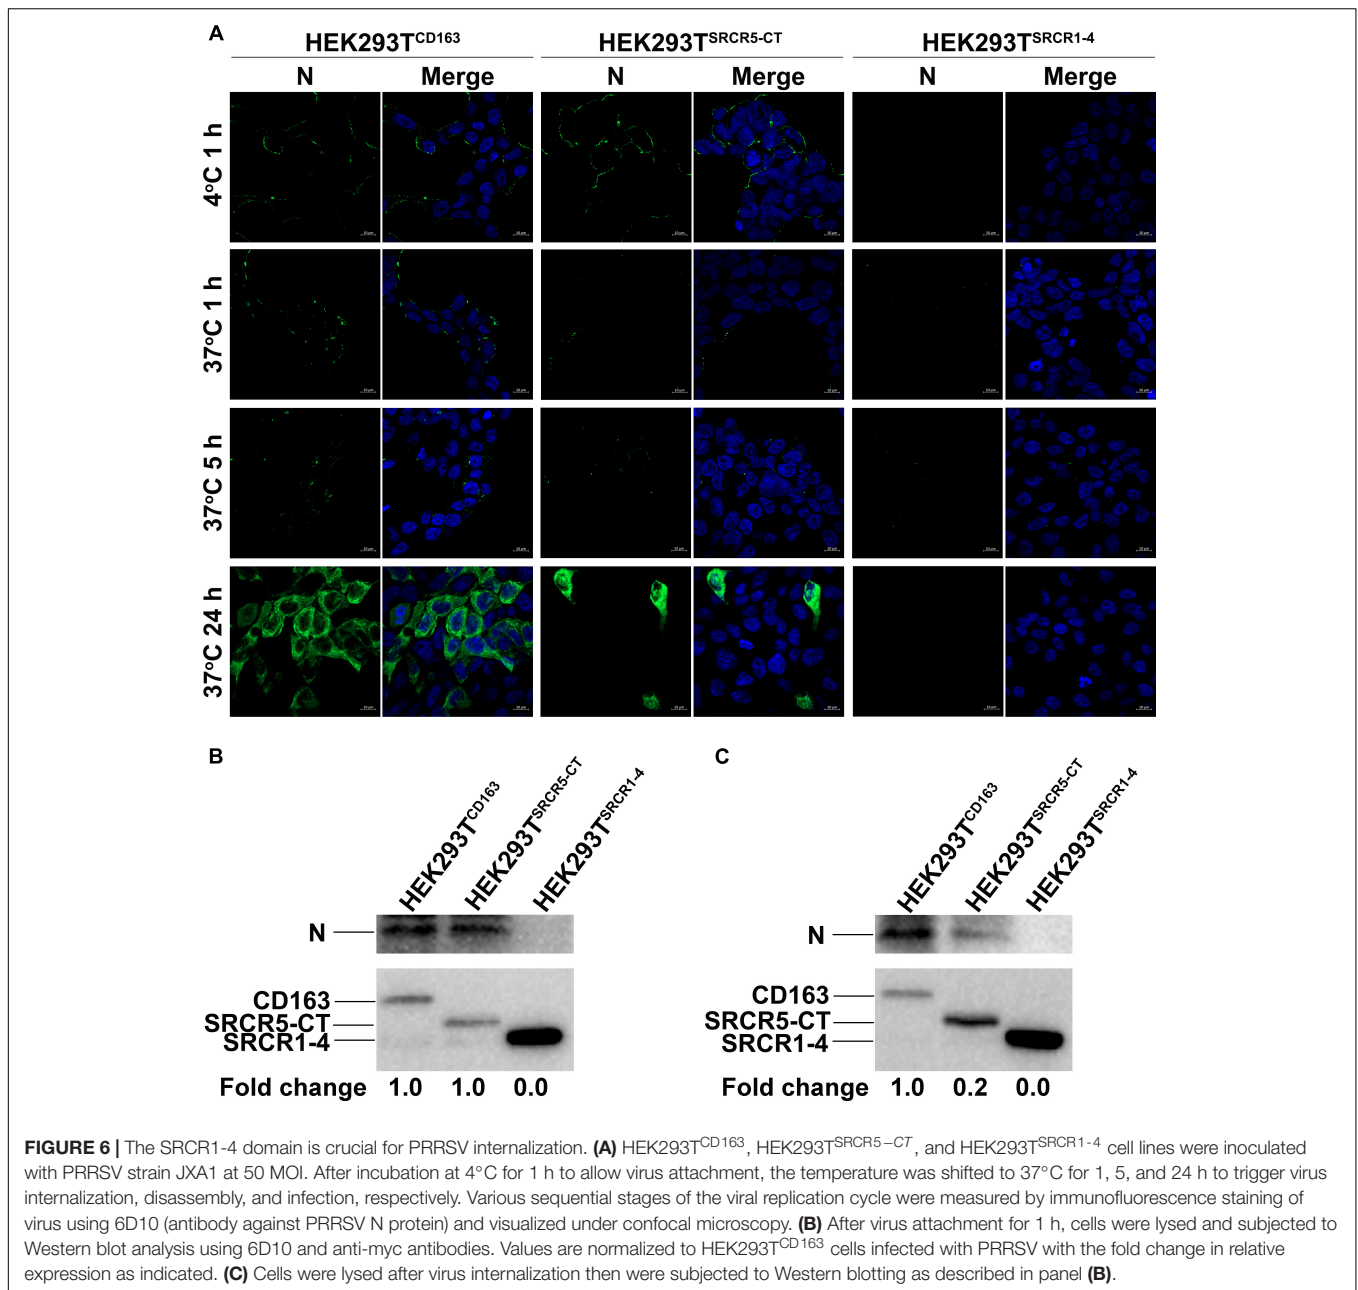 A
HEK293TCD163 HEK293TSRCR5-CT HEK293TSRCR1-4
N Merge N Merge N Merge
4°C 1 h
37°C 1 h
37°C 5 h
37°C 24 h
B
HEK293TCD163
HEK293TSRCR5-CT
HEK293TSRCR1-4
N
CD163
SRCR5-CT
SRCR1-4
Fold change 1.0 1.0 0.0
C
HEK293TCD163
HEK293TSRCR5-CT
HEK293TSRCR1-4
N
CD163
SRCR5-CT
SRCR1-4
Fold change 1.0 0.2 0.0
FIGURE 6 | The SRCR1-4 domain is crucial for PRRSV internalization. (A) HEK293TCD163, HEK293TSRCR5−CT, and HEK293TSRCR1-4 cell lines were inoculated
with PRRSV strain JXA1 at 50 MOI. After incubation at 4°C for 1 h to allow virus attachment, the temperature was shifted to 37°C for 1, 5, and 24 h to trigger virus
internalization, disassembly, and infection, respectively. Various sequential stages of the viral replication cycle were measured by immunofluorescence staining of
virus using 6D10 (antibody against PRRSV N protein) and visualized under confocal microscopy. (B) After virus attachment for 1 h, cells were lysed and subjected to
Western blot analysis using 6D10 and anti-myc antibodies. Values are normalized to HEK293TCD163 cells infected with PRRSV with the fold change in relative
expression as indicated. (C) Cells were lysed after virus internalization then were subjected to Western blotting as described in panel (B).